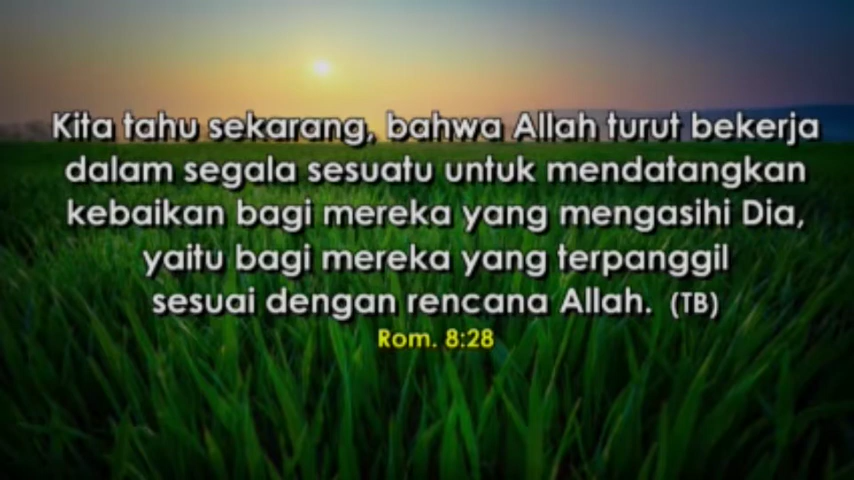 Kita tahu sekarang, bahwa Allah turut bekerja
dalam segala sesuatu untuk mendatangkan
kebaikan bagi mereka yang mengasihi Dia,
yaitu bagi mereka yang terpanggil
sesuai dengan rencana Allah. (TB)
Rom. 8:28